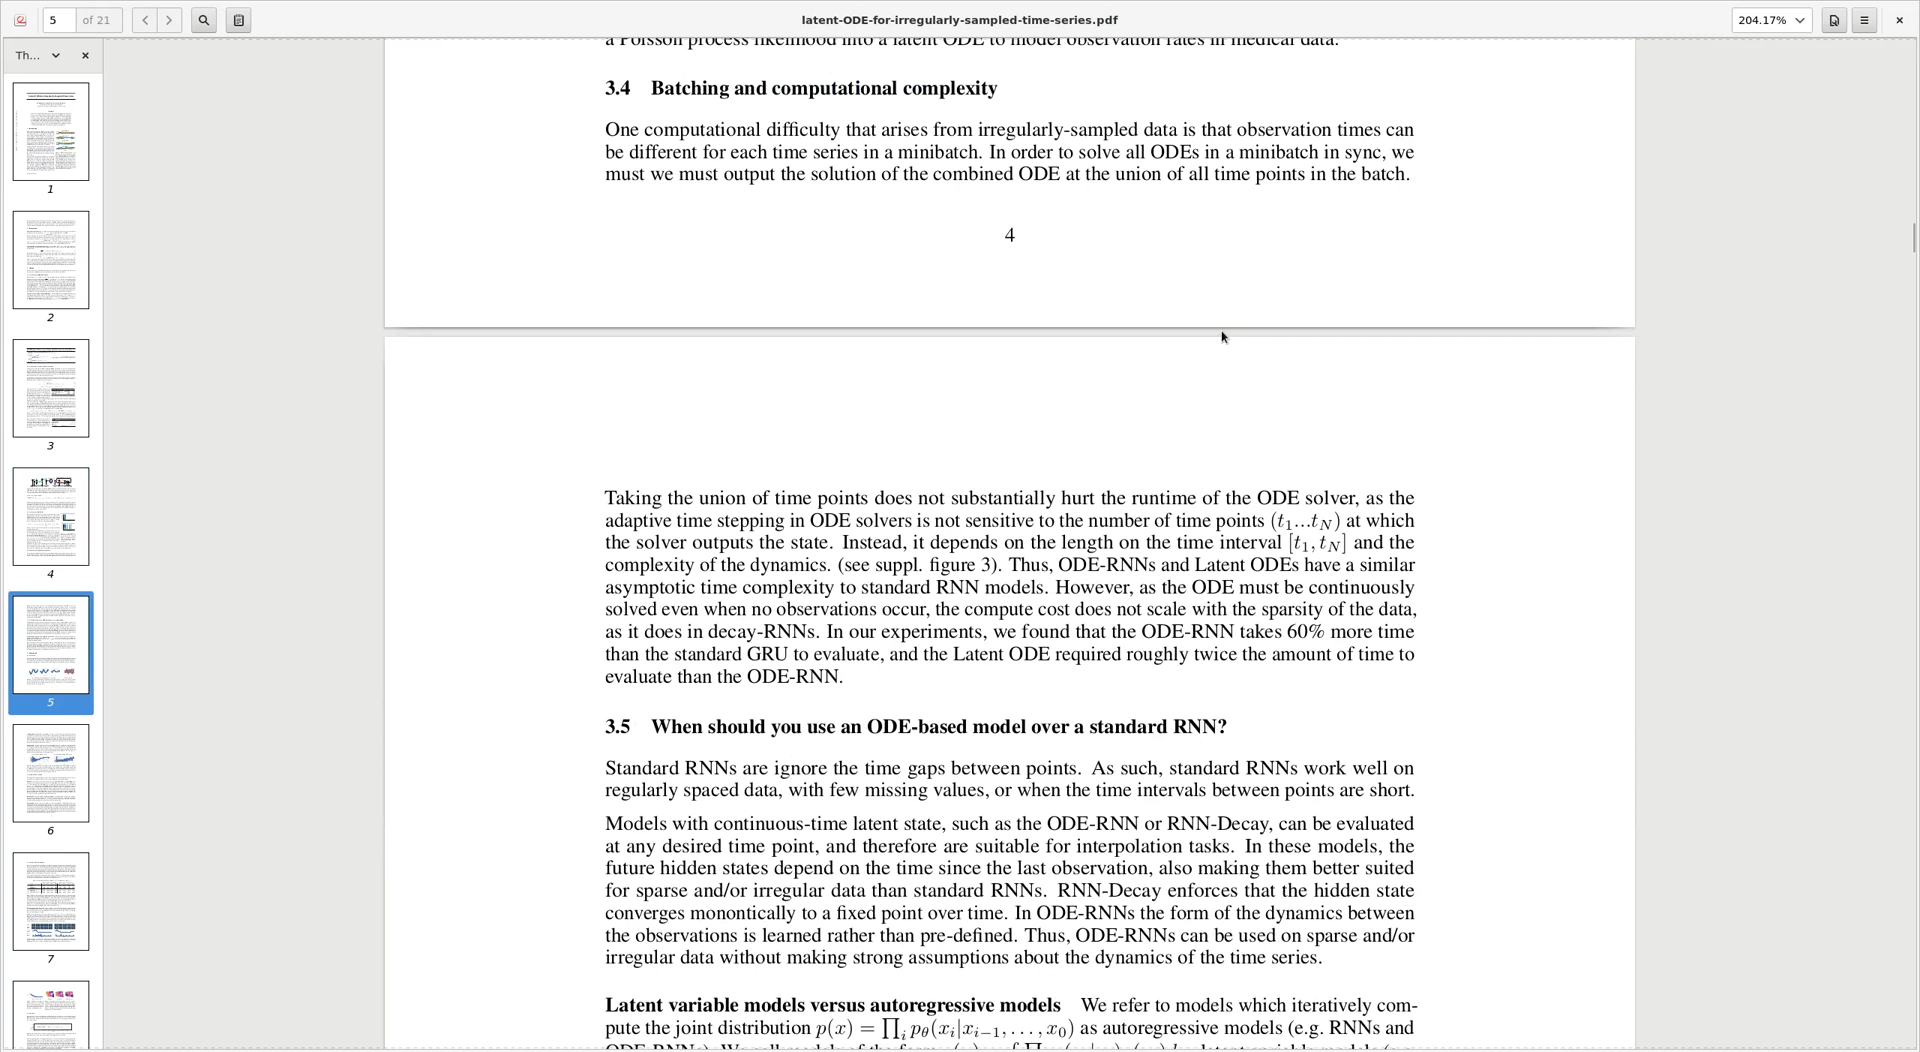 5 of 21
latent-ODE-for-irregularly-sampled-time-series.pdf
204.17%
Th...
1
2
3
4
5
6
7
a Poisson process likelihood into a latent ODE to model observation rates in medical data.
3.4 Batching and computational complexity
One computational difficulty that arises from irregularly-sampled data is that observation times can
be different for each time series in a minibatch. In order to solve all ODEs in a minibatch in sync, we
must we must output the solution of the combined ODE at the union of all time points in the batch.
4
Taking the union of time points does not substantially hurt the runtime of the ODE solver, as the
adaptive time stepping in ODE solvers is not sensitive to the number of time points (t₁...t_N) at which
the solver outputs the state. Instead, it depends on the length on the time interval [t₁, t_N] and the
complexity of the dynamics. (see suppl. figure 3). Thus, ODE-RNNs and Latent ODEs have a similar
asymptotic time complexity to standard RNN models. However, as the ODE must be continuously
solved even when no observations occur, the compute cost does not scale with the sparsity of the data,
as it does in decay-RNNs. In our experiments, we found that the ODE-RNN takes 60% more time
than the standard GRU to evaluate, and the Latent ODE required roughly twice the amount of time to
evaluate than the ODE-RNN.
3.5 When should you use an ODE-based model over a standard RNN?
Standard RNNs are ignore the time gaps between points. As such, standard RNNs work well on
regularly spaced data, with few missing values, or when the time intervals between points are short.
Models with continuous-time latent state, such as the ODE-RNN or RNN-Decay, can be evaluated
at any desired time point, and therefore are suitable for interpolation tasks. In these models, the
future hidden states depend on the time since the last observation, also making them better suited
for sparse and/or irregular data than standard RNNs. RNN-Decay enforces that the hidden state
converges monontically to a fixed point over time. In ODE-RNNs the form of the dynamics between
the observations is learned rather than pre-defined. Thus, ODE-RNNs can be used on sparse and/or
irregular data without making strong assumptions about the dynamics of the time series.
Latent variable models versus autoregressive models We refer to models which iteratively com-
pute the joint distribution p(x) = ∏_i p_θ(x_i|x_{i−1}, . . . , x_0) as autoregressive models (e.g. RNNs and